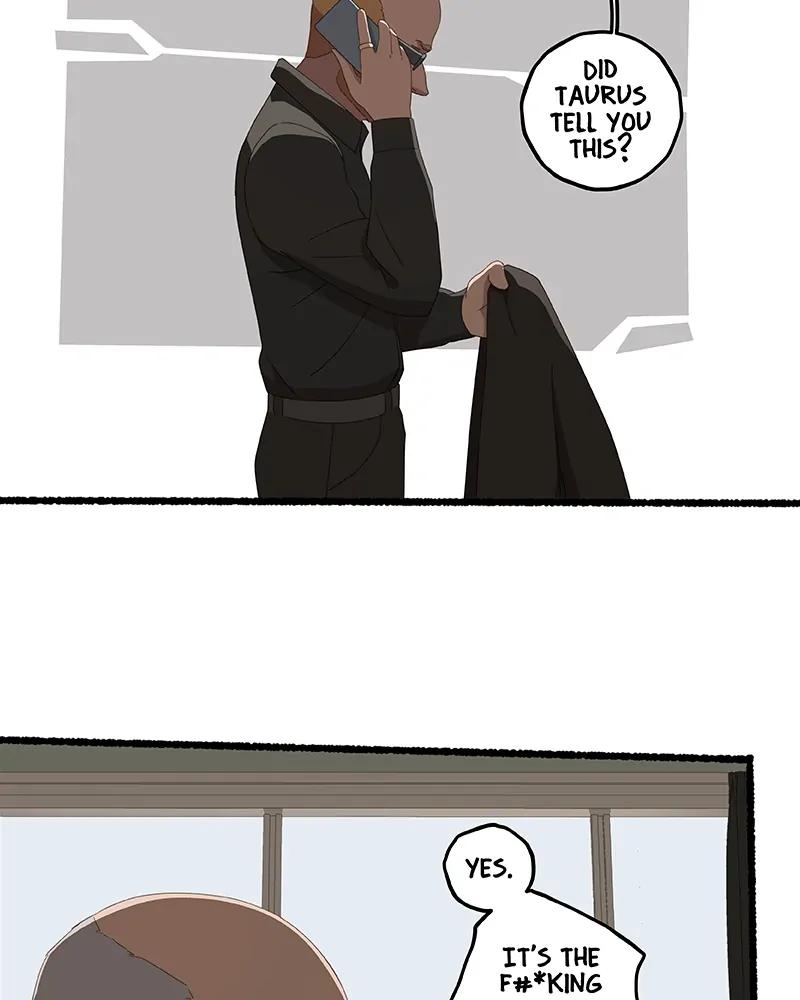 DID
TAURUS
TELL YOU
THIS?
YES.
IT'S THE
F#*KING